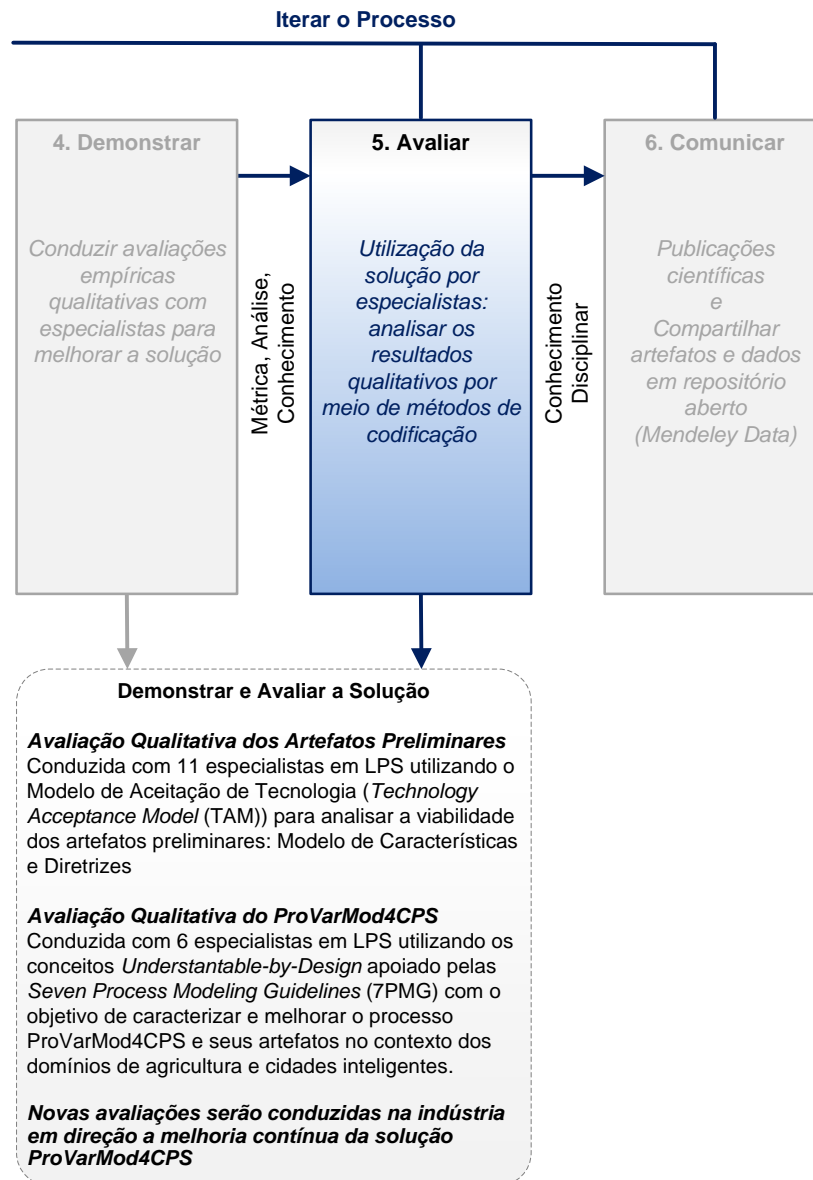 Iterar o Processo
4. Demonstrar
Conduzir avaliações
empíricas
qualitativas com
especialistas para
melhorar a solução
Métrica, Análise,
Conhecimento
5. Avaliar
Utilização da
solução por
especialistas:
analisar os
resultados
qualitativos por
meio de métodos de
codificação
Conhecimento
Disciplinar
6. Comunicar
Publicações
científicas
e
Compartilhar
artefatos e dados
em repositório
aberto
(Mendeley Data)
Demonstrar e Avaliar a Solução
Avaliação Qualitativa dos Artefatos Preliminares
Conduzida com 11 especialistas em LPS utilizando o
Modelo de Aceitação de Tecnologia (Technology
Acceptance Model (TAM)) para analisar a viabilidade
dos artefatos preliminares: Modelo de Características
e Diretrizes
Avaliação Qualitativa do ProVarMod4CPS
Conduzida com 6 especialistas em LPS utilizando os
conceitos Understantable-by-Design apoiado pelas
Seven Process Modeling Guidelines (7PMG) com o
objetivo de caracterizar e melhorar o processo
ProVarMod4CPS e seus artefatos no contexto dos
domínios de agricultura e cidades inteligentes.
Novas avaliações serão conduzidas na indústria
em direção a melhoria contínua da solução
ProVarMod4CPS